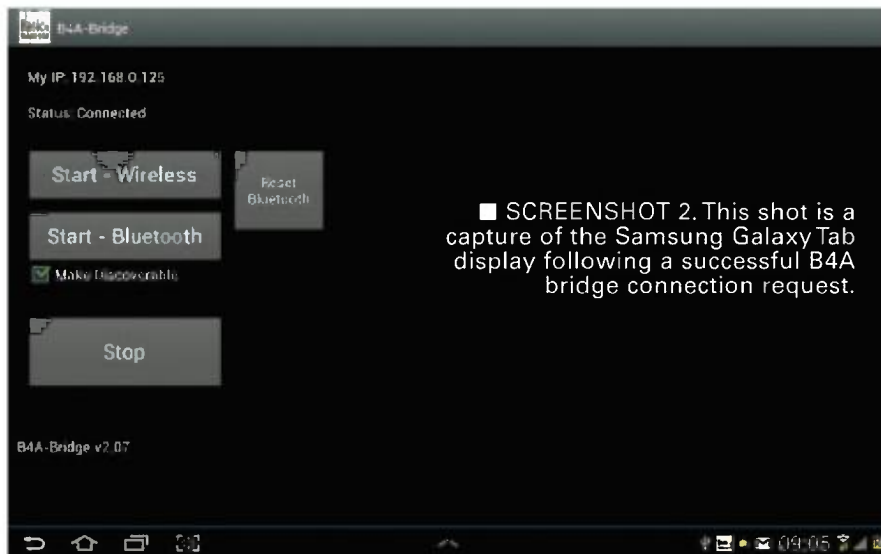 B4A-Bridge
My IP: 192.168.0.125
Status: Connected
Start - Wireless
Reset
Bluetooth
Start - Bluetooth
Make Discoverable
Stop
B4A-Bridge v2.07
■ SCREENSHOT 2. This shot is a
capture of the Samsung Galaxy Tab
display following a successful B4A
bridge connection request.
09:05